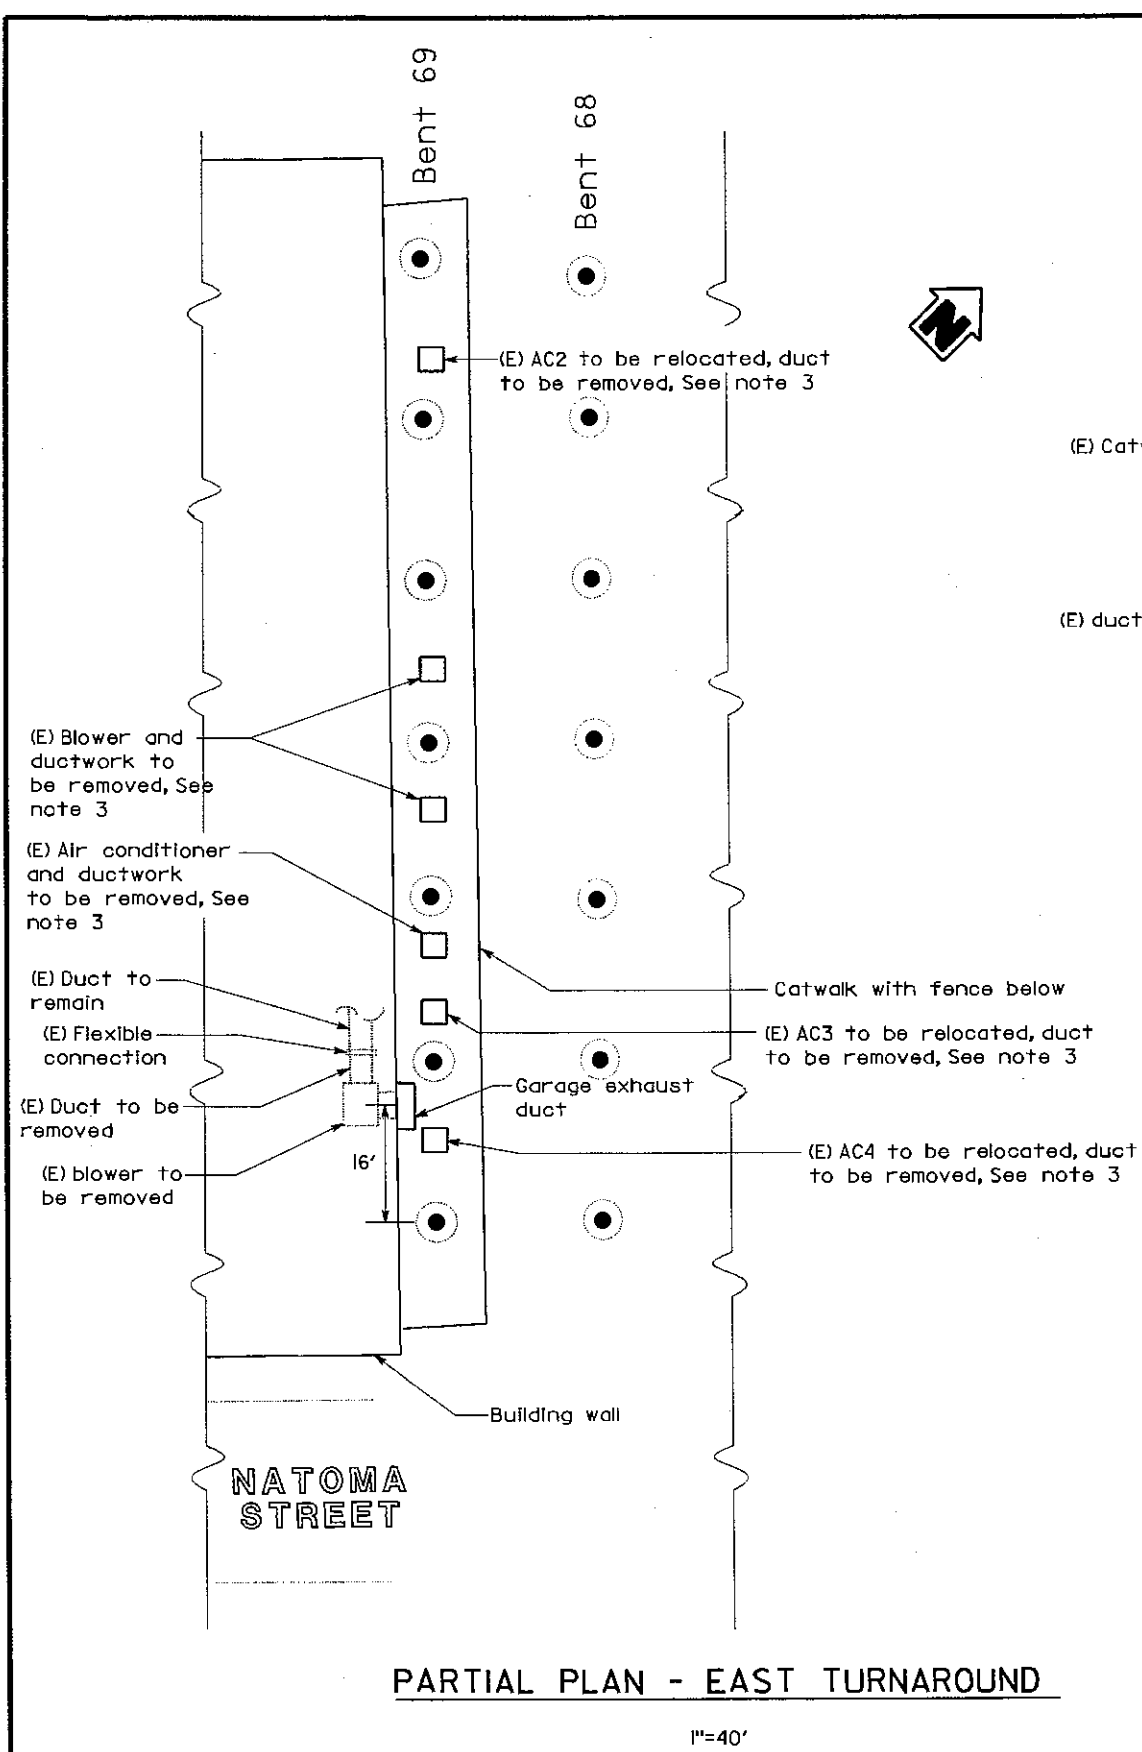 Bent 69
Bent 68
N
(E) AC2 to be relocated, duct
to be removed, See note 3
(E) Cat
(E) duct
(E) Blower and
ductwork to
be removed, See
note 3
(E) Air conditioner
and ductwork
to be removed, See
note 3
(E) Duct to
remain
(E) Flexible
connection
(E) Duct to be
removed
(E) blower to
be removed
16'
Catwalk with fence below
(E) AC3 to be relocated, duct
to be removed, See note 3
Garage exhaust
duct
(E) AC4 to be relocated, duct
to be removed, See note 3
Building wall
NATOMA
STREET
PARTIAL PLAN - EAST TURNAROUND
1"=40'